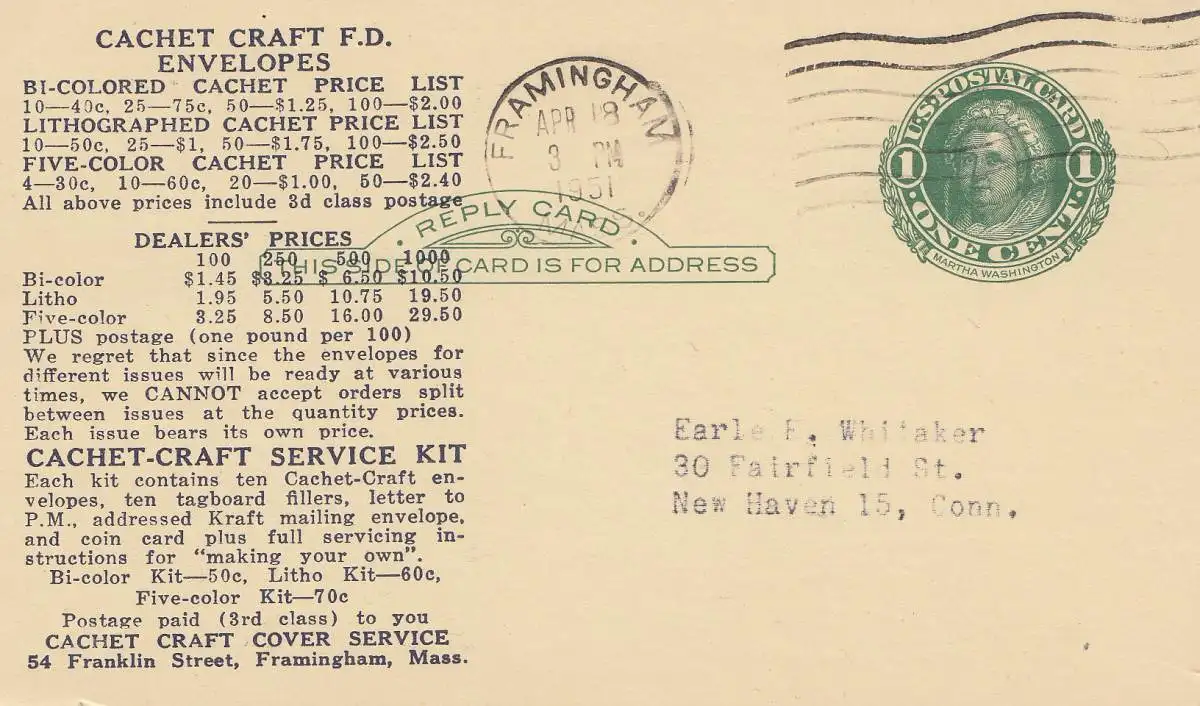 CACHET CRAFT F.D.
ENVELOPES
BI-COLORED CACHET PRICE LIST
10—40c, 25—75c, 50—$1.25, 100—$2.00
LITHOGRAPHED CACHET PRICE LIST
10—50c, 25—$1, 50—$1.75, 100—$2.50
FIVE-COLOR CACHET PRICE LIST
4—30c, 10—60c, 20—$1.00, 50—$2.40
All above prices include 3d class postage
DEALERS' PRICES
100 250 500 1000
Bi-color $1.45 $3.25 $ 6.50 $10.50
Litho 1.95 5.50 10.75 19.50
Five-color 3.25 8.50 16.00 29.50
PLUS postage (one pound per 100)
We regret that since the envelopes for
different issues will be ready at various
times, we CANNOT accept orders split
between issues at the quantity prices.
Each issue bears its own price.
CACHET-CRAFT SERVICE KIT
Each kit contains ten Cachet-Craft en-
velopes, ten tagboard fillers, letter to
P.M., addressed Kraft mailing envelope,
and coin card plus full servicing in-
structions for "making your own".
Bi-color Kit—50c, Litho Kit—60c,
Five-color Kit—70c
Postage paid (3rd class) to you
CACHET CRAFT COVER SERVICE
54 Franklin Street, Framingham, Mass.
FRAMINGHAM
APR 18
3 PM
1951
· REPLY CARD ·
THIS SIDE OF CARD IS FOR ADDRESS
U.S. POSTAL CARD
1 1
· ONE CENT ·
MARTHA WASHINGTON
Earle F. Whitaker
30 Fairfield St.
New Haven 15, Conn.